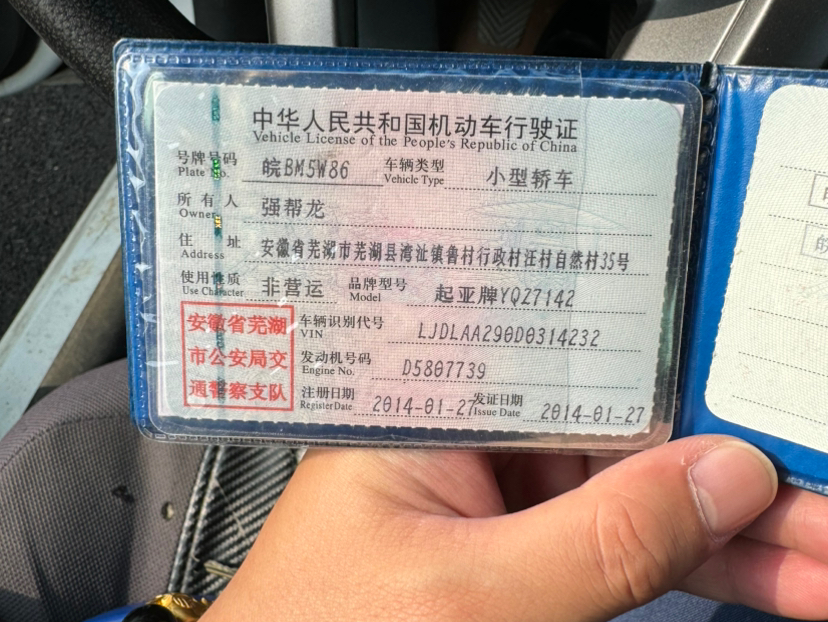 中华人民共和国机动车行驶证
Vehicle License of the People's Republic of China
号牌号码 皖BM5W86 车辆类型 小型轿车
Plate No. Vehicle Type
所有人 强帮龙
Owner
住址 安徽省芜湖市芜湖县湾沚镇鲁村行政村汪村自然村35号
Address
使用性质 非营运 品牌型号 起亚牌YQZ7142
Use Character Model
安徽省芜湖
市公安局交
通警察支队
车辆识别代号 LJDLAA290D0314232
VIN
发动机号码 D5807739
Engine No.
注册日期 2014-01-27 发证日期 2014-01-27
Register Date Issue Date